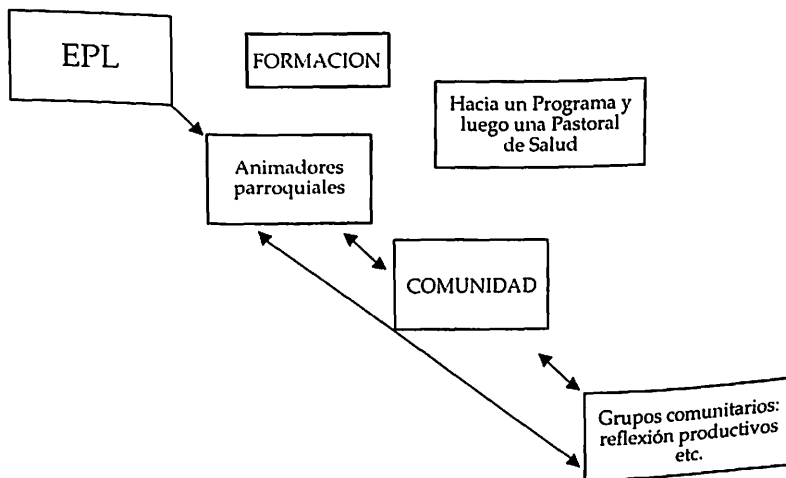 EPL
FORMACION
Hacia un Programa y
luego una Pastoral
de Salud
Animadores
parroquiales
COMUNIDAD
Grupos comunitarios:
reflexión productivos
etc.